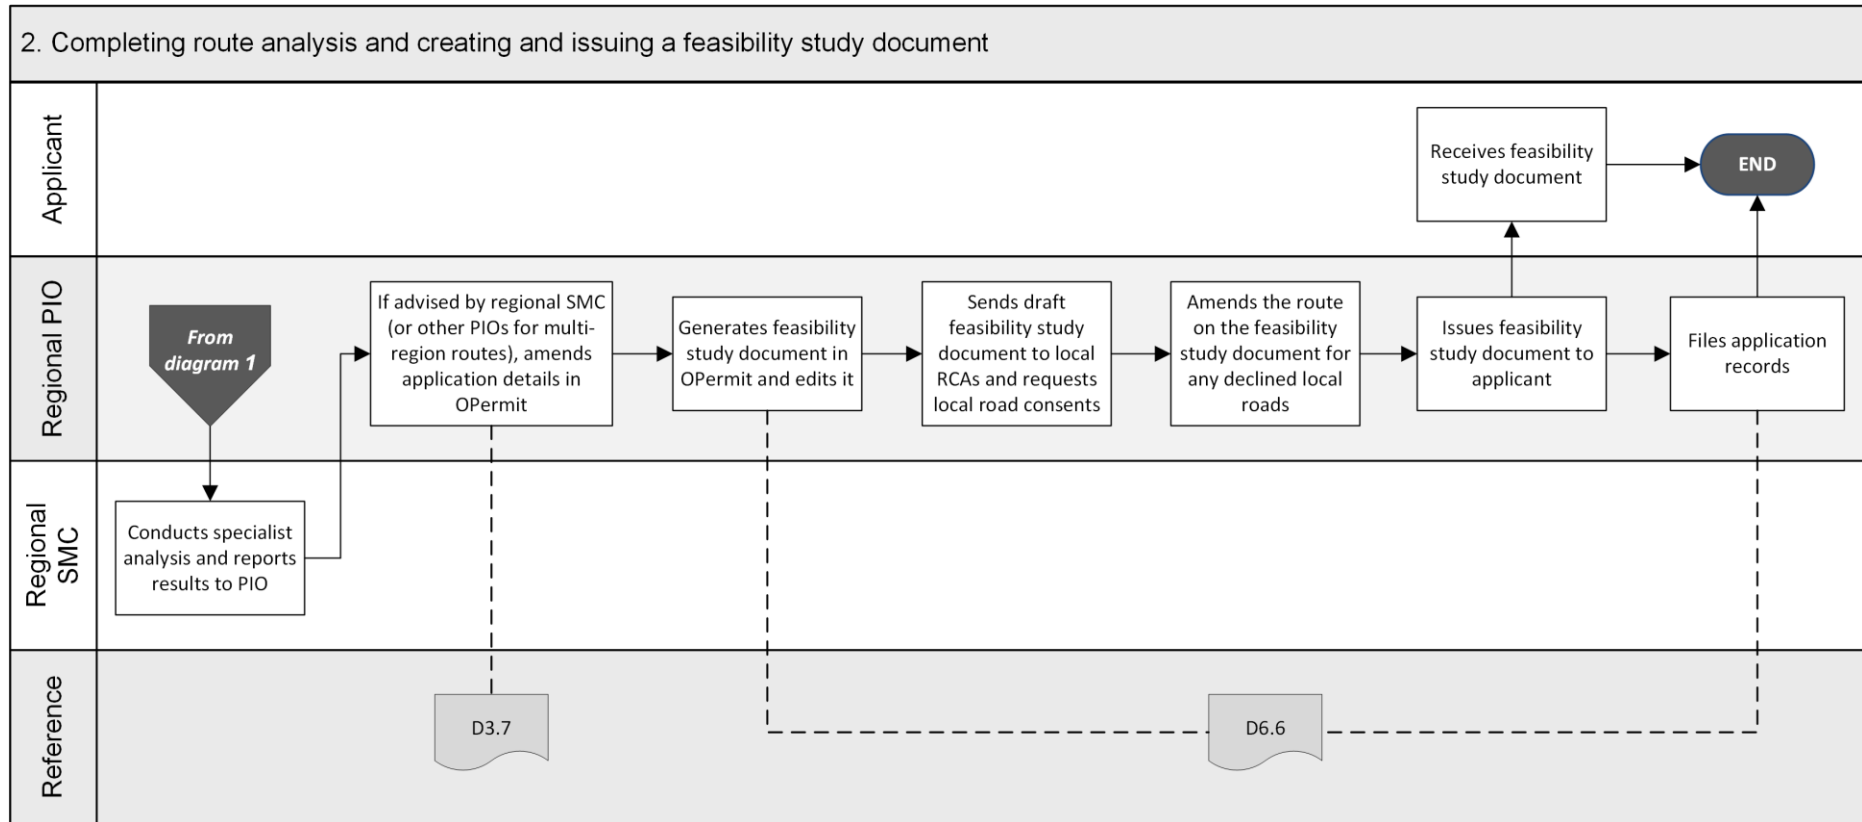 2. Completing route analysis and creating and issuing a feasibility study document
Applicant
Receives feasibility
study document
END
Regional PIO
From
diagram 1
If advised by regional SMC
(or other PIOs for multi-
region routes), amends
application details in
OPermit
Generates feasibility
study document in
OPermit and edits it
Sends draft
feasibility study
document to local
RCAs and requests
local road consents
Amends the route
on the feasibility
study document for
any declined local
roads
Issues feasibility
study document to
applicant
Files application
records
Regional
SMC
Conducts specialist
analysis and reports
results to PIO
Reference
D3.7
D6.6